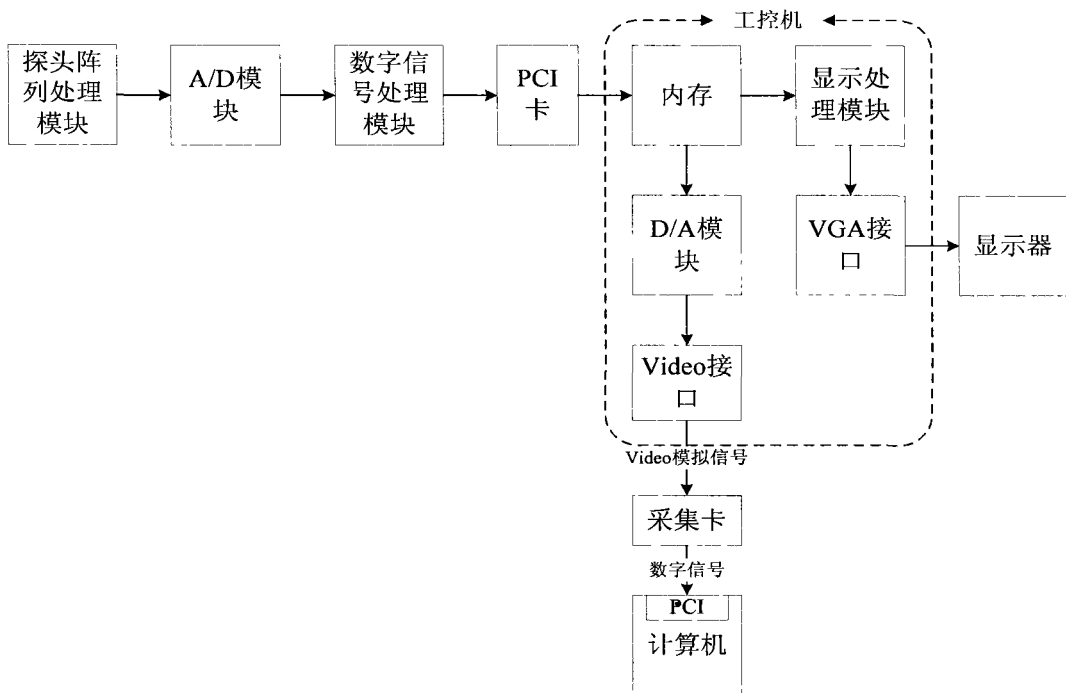 工控机
探头阵
列处理
模块
A/D模
块
数字信
号处理
模块
PCI
卡
内存
显示处
理模块
D/A模
块
VGA接
口
显示器
Video接
口
Video模拟信号
采集卡
数字信号
PCI
计算机